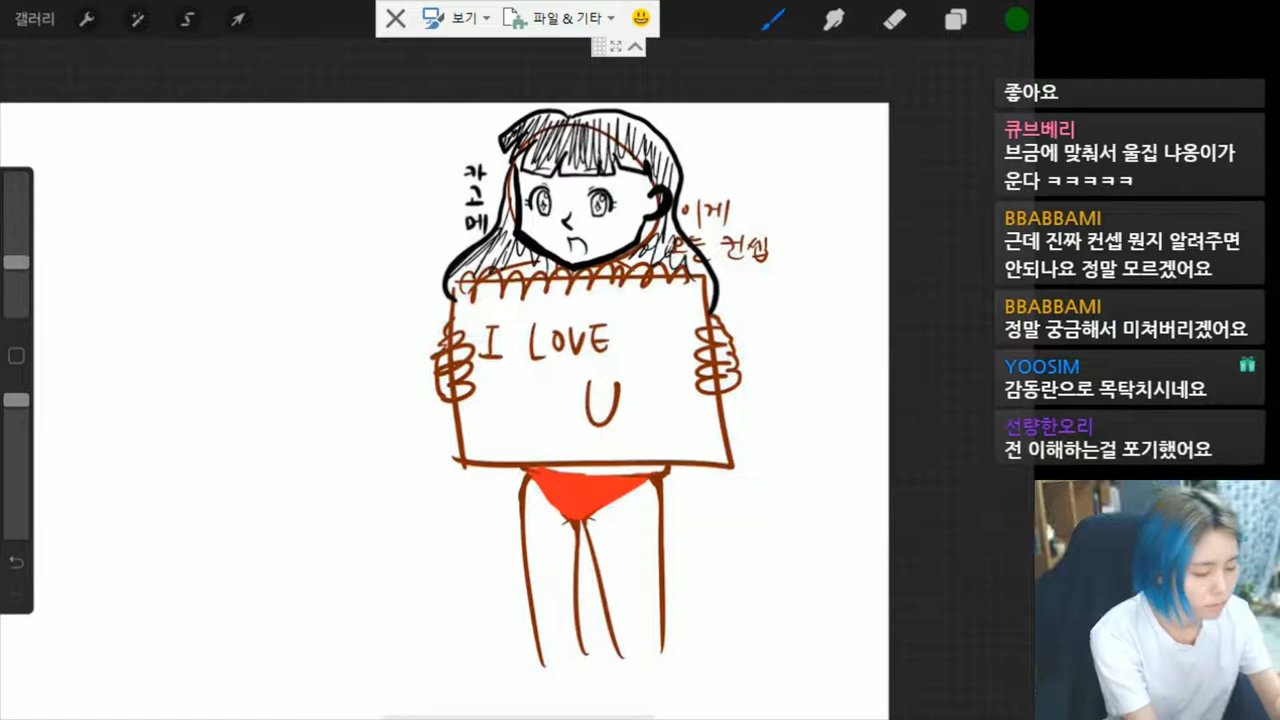 갤러리
보기
파일 & 기타
카
고
메
이게
오늘 컨셉
I LOVE
U
좋아요
큐브베리
브금에 맞춰서 울집 냐옹이가
운다 ㅋㅋㅋㅋㅋ
BBABBAMI
근데 진짜 컨셉 뭔지 알려주면
안되나요 정말 모르겠어요
BBABBAMI
정말 궁금해서 미쳐버리겠어요
YOOSIM
감동란으로 목탁치시네요
선량한오리
전 이해하는걸 포기했어요